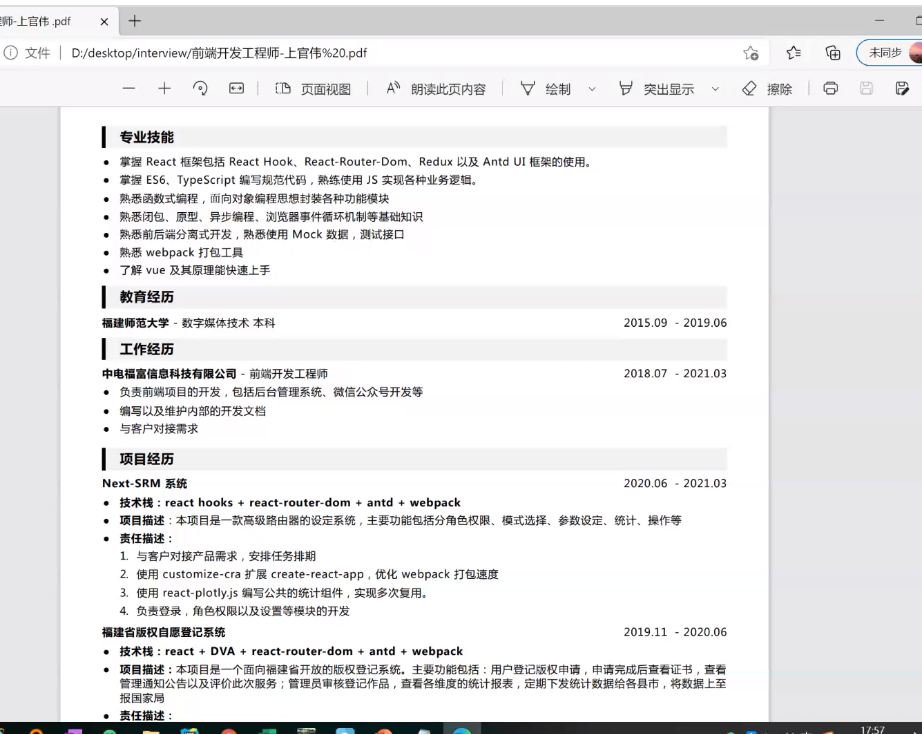 程师-上官伟 .pdf
文件 D:/desktop/interview/前端开发工程师-上官伟%20.pdf 未同步
页面视图 朗读此页内容 绘制 突出显示 擦除
专业技能
• 掌握 React 框架包括 React Hook、React-Router-Dom、Redux 以及 Antd UI 框架的使用。
• 掌握 ES6、TypeScript 编写规范代码，熟练使用 JS 实现各种业务逻辑。
• 熟悉函数式编程，面向对象编程思想封装各种功能模块
• 熟悉闭包、原型、异步编程、浏览器事件循环机制等基础知识
• 熟悉前后端分离式开发，熟悉使用 Mock 数据，测试接口
• 熟悉 webpack 打包工具
• 了解 vue 及其原理能快速上手
教育经历
福建师范大学 - 数字媒体技术 本科 2015.09 - 2019.06
工作经历
中电福富信息科技有限公司 - 前端开发工程师 2018.07 - 2021.03
• 负责前端项目的开发，包括后台管理系统、微信公众号开发等
• 编写以及维护内部的开发文档
• 与客户对接需求
项目经历
Next-SRM 系统 2020.06 - 2021.03
• 技术栈：react hooks + react-router-dom + antd + webpack
• 项目描述：本项目是一款高级路由器的设定系统，主要功能包括分角色权限、模式选择、参数设定、统计、操作等
• 责任描述：
1. 与客户对接产品需求，安排任务排期
2. 使用 customize-cra 扩展 create-react-app，优化 webpack 打包速度
3. 使用 react-plotly.js 编写公共的统计组件，实现多次复用。
4. 负责登录，角色权限以及设置等模块的开发
福建省版权自愿登记系统 2019.11 - 2020.06
• 技术栈：react + DVA + react-router-dom + antd + webpack
• 项目描述：本项目是一个面向福建省开放的版权登记系统。主要功能包括：用户登记版权申请，申请完成后查看证书，查看
管理通知公告以及评价此次服务；管理员审核登记作品，查看各维度的统计报表，定期下发统计数据给各县市，将数据上至
报国家局
• 责任描述：
17:57